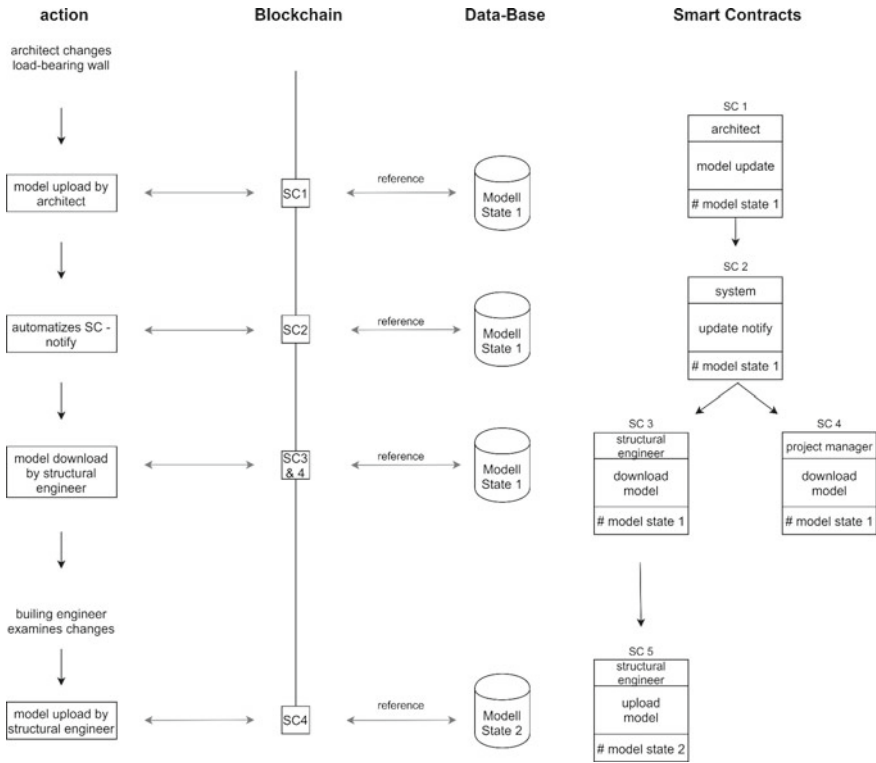 action
Blockchain
Data-Base
Smart Contracts
architect changes
load-bearing wall
model upload by
architect
SC1
reference
Modell
State 1
automatizes SC -
notify
SC2
reference
Modell
State 1
model download
by structural
engineer
SC3
& 4
reference
Modell
State 1
builing engineer
examines changes
model upload by
structural engineer
SC4
reference
Modell
State 2
SC 1
architect
model update
# model state 1
SC 2
system
update notify
# model state 1
SC 3
structural
engineer
download
model
# model state 1
SC 4
project manager
download
model
# model state 1
SC 5
structural
engineer
upload
model
# model state 2